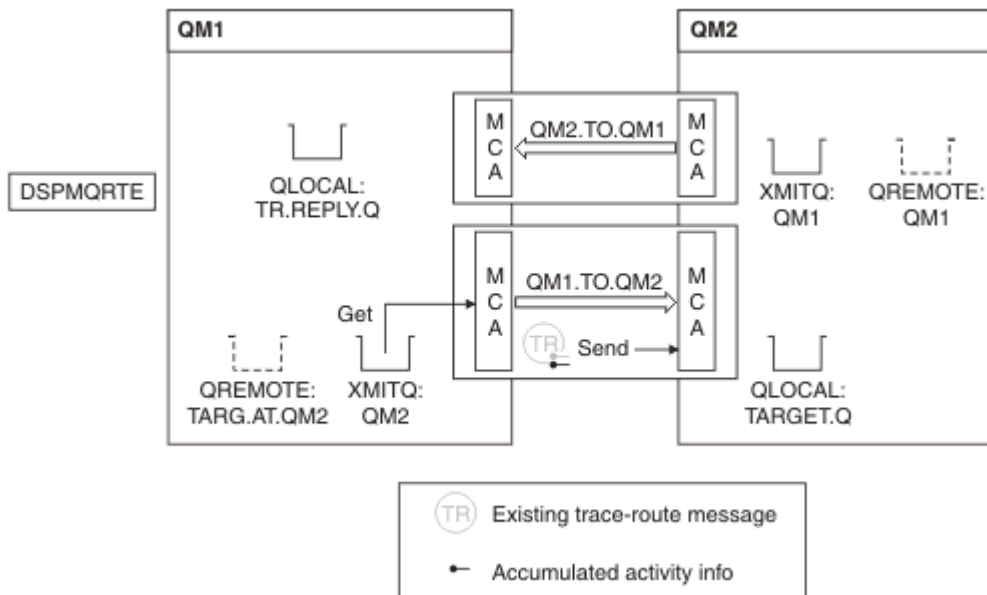 QM1
QM2
DSPMQRTE
QLOCAL:
TR.REPLY.Q
M
C
A
QM2.TO.QM1
M
C
A
XMITQ:
QM1
QREMOTE:
QM1
Get
M
C
A
QM1.TO.QM2
TR
Send
M
C
A
QREMOTE:
TARG.AT.QM2
XMITQ:
QM2
QLOCAL:
TARGET.Q
TR Existing trace-route message
Accumulated activity info